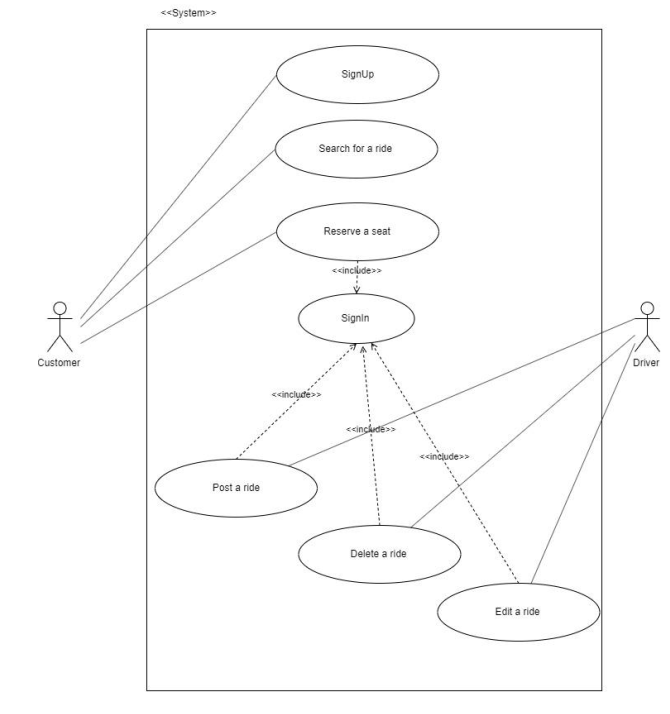 <<System>>
SignUp
Search for a ride
Reserve a seat
<<include>>
SignIn
Customer
Driver
<<include>>
<<include>>
<<include>>
Post a ride
Delete a ride
Edit a ride